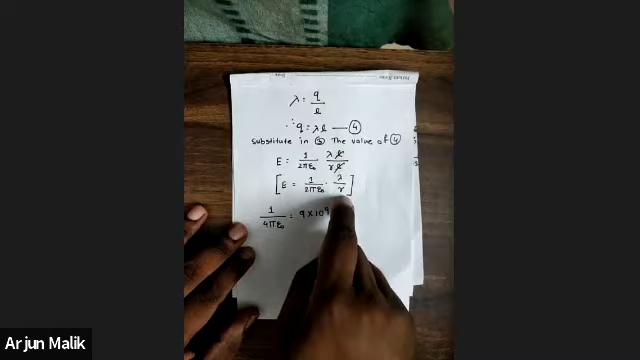 λ = q/l
∴ q = λl — ④
Substitute in ③ The value of ④
E = 1/2πε₀ λl/rl
[E = 1/2πε₀ · λ/r]
1/4πε₀ = 9×10⁹
Arjun Malik